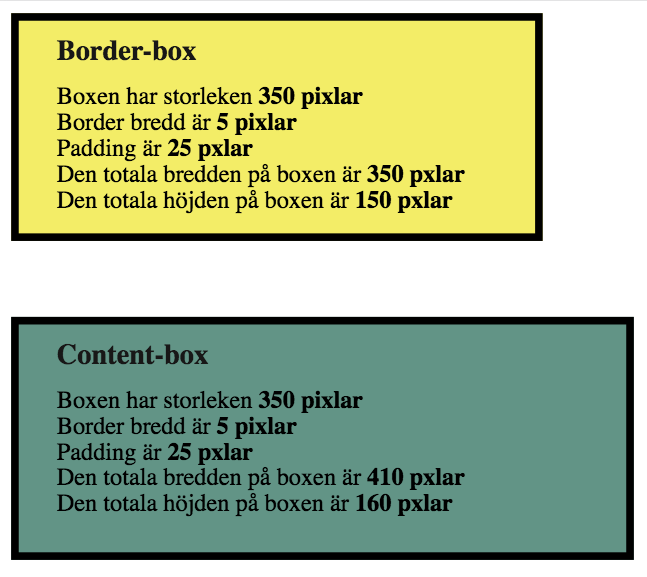 Border-box
Boxen har storleken 350 pixlar
Border bredd är 5 pixlar
Padding är 25 pxlar
Den totala bredden på boxen är 350 pxlar
Den totala höjden på boxen är 150 pxlar
Content-box
Boxen har storleken 350 pixlar
Border bredd är 5 pixlar
Padding är 25 pxlar
Den totala bredden på boxen är 410 pxlar
Den totala höjden på boxen är 160 pxlar